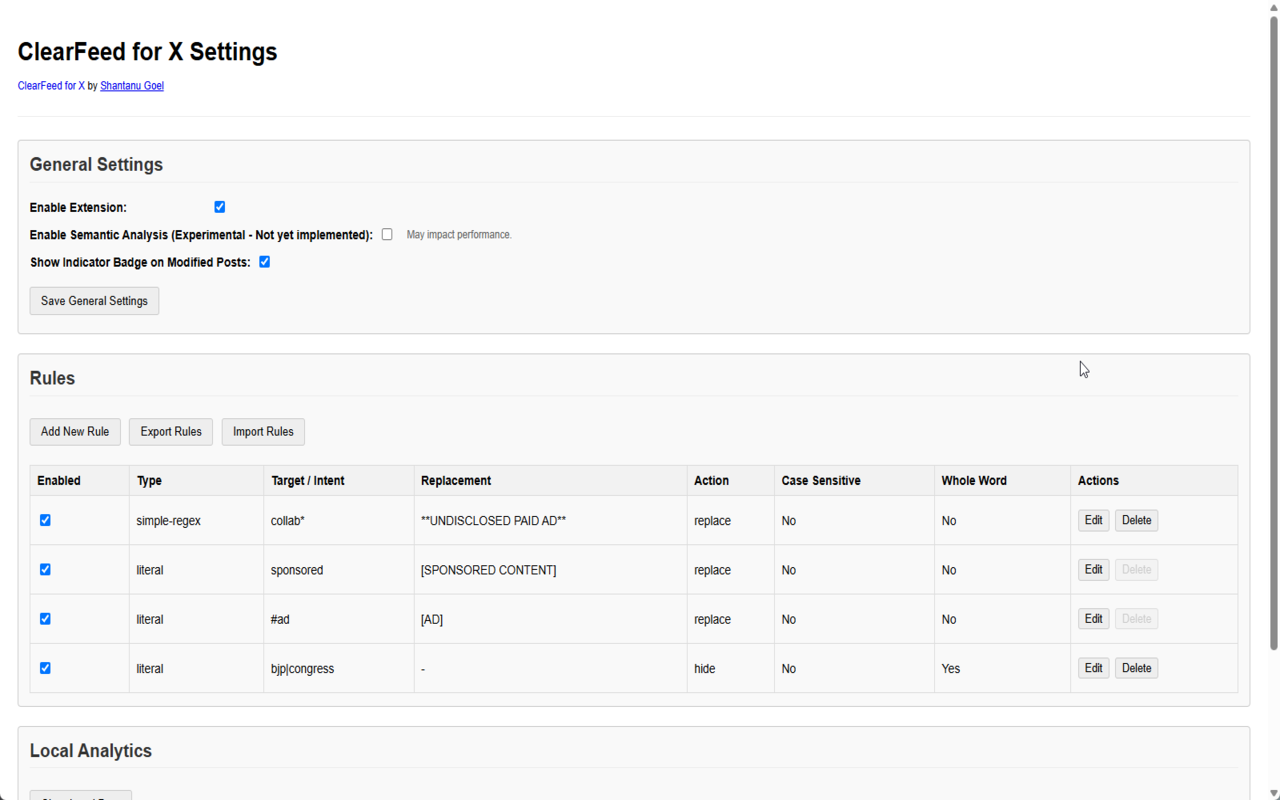 ClearFeed for X Settings
ClearFeed for X by Shantanu Goel
General Settings
Enable Extension:
Enable Semantic Analysis (Experimental - Not yet implemented): May impact performance.
Show Indicator Badge on Modified Posts:
Save General Settings
Rules
Add New Rule Export Rules Import Rules
Enabled Type Target / Intent Replacement Action Case Sensitive Whole Word Actions
simple-regex collab* **UNDISCLOSED PAID AD** replace No No Edit Delete
literal sponsored [SPONSORED CONTENT] replace No No Edit Delete
literal #ad [AD] replace No No Edit Delete
literal bjp|congress - hide No Yes Edit Delete
Local Analytics